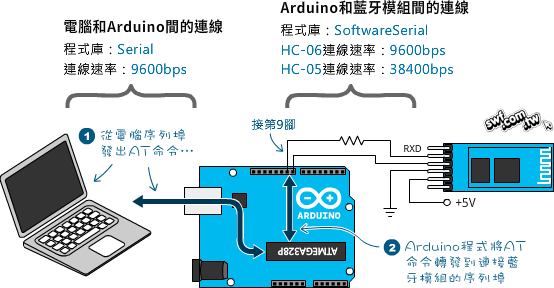 電腦和Arduino間的連線
程式庫：Serial
連線速率：9600bps
Arduino和藍牙模組間的連線
程式庫：SoftwareSerial
HC-06連線速率：9600bps
HC-05連線速率：38400bps
swf.com.tw
1 從電腦序列埠
發出AT命令…
接第9腳
RXD
+5V
ARDUINO
ATMEGA328P
2 Arduino程式將AT
命令轉發到連接藍
牙模組的序列埠